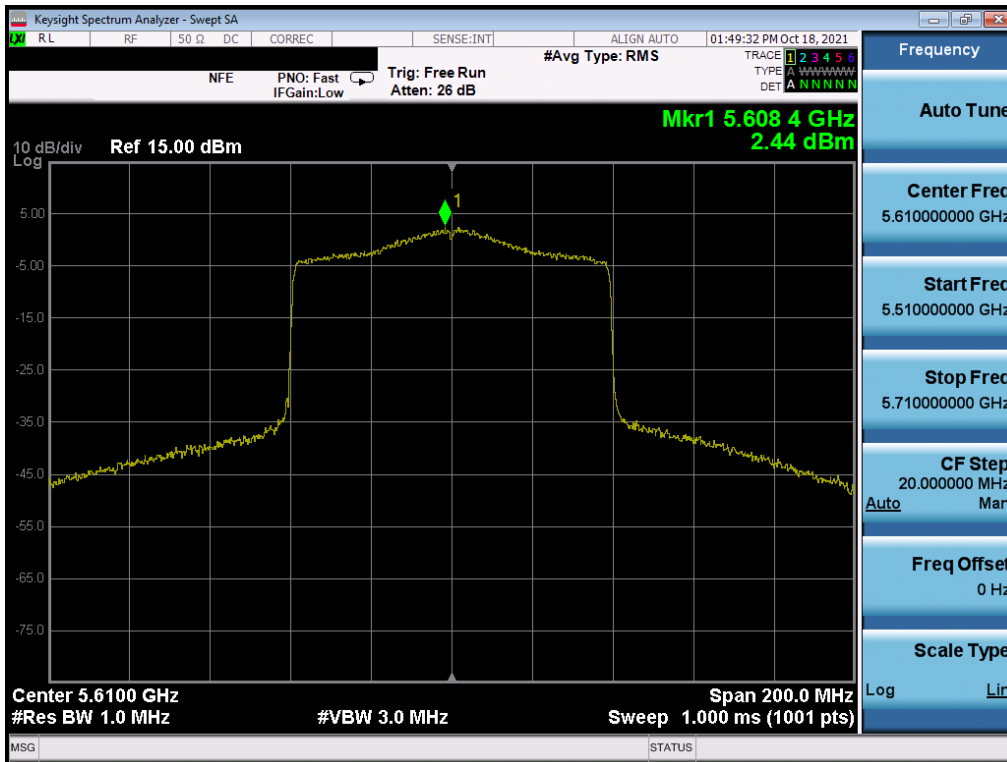 Keysight Spectrum Analyzer - Swept SA
LXI RL RF 50 Ω DC CORREC SENSE:INT ALIGN AUTO 01:49:32 PM Oct 18, 2021
#Avg Type: RMS TRACE 1 2 3 4 5 6
NFE PNO: Fast Trig: Free Run TYPE A WWWWW
IFGain:Low Atten: 26 dB DET A N N N N N
Mkr1 5.608 4 GHz
2.44 dBm
10 dB/div Ref 15.00 dBm
Log
1
5.00
-5.00
-15.0
-25.0
-35.0
-45.0
-55.0
-65.0
-75.0
Center 5.6100 GHz Span 200.0 MHz
#Res BW 1.0 MHz #VBW 3.0 MHz Sweep 1.000 ms (1001 pts)
MSG STATUS
Frequency
Auto Tune
Center Freq
5.610000000 GHz
Start Freq
5.510000000 GHz
Stop Freq
5.710000000 GHz
CF Step
20.000000 MHz
Auto Man
Freq Offset
0 Hz
Scale Type
Log Lin